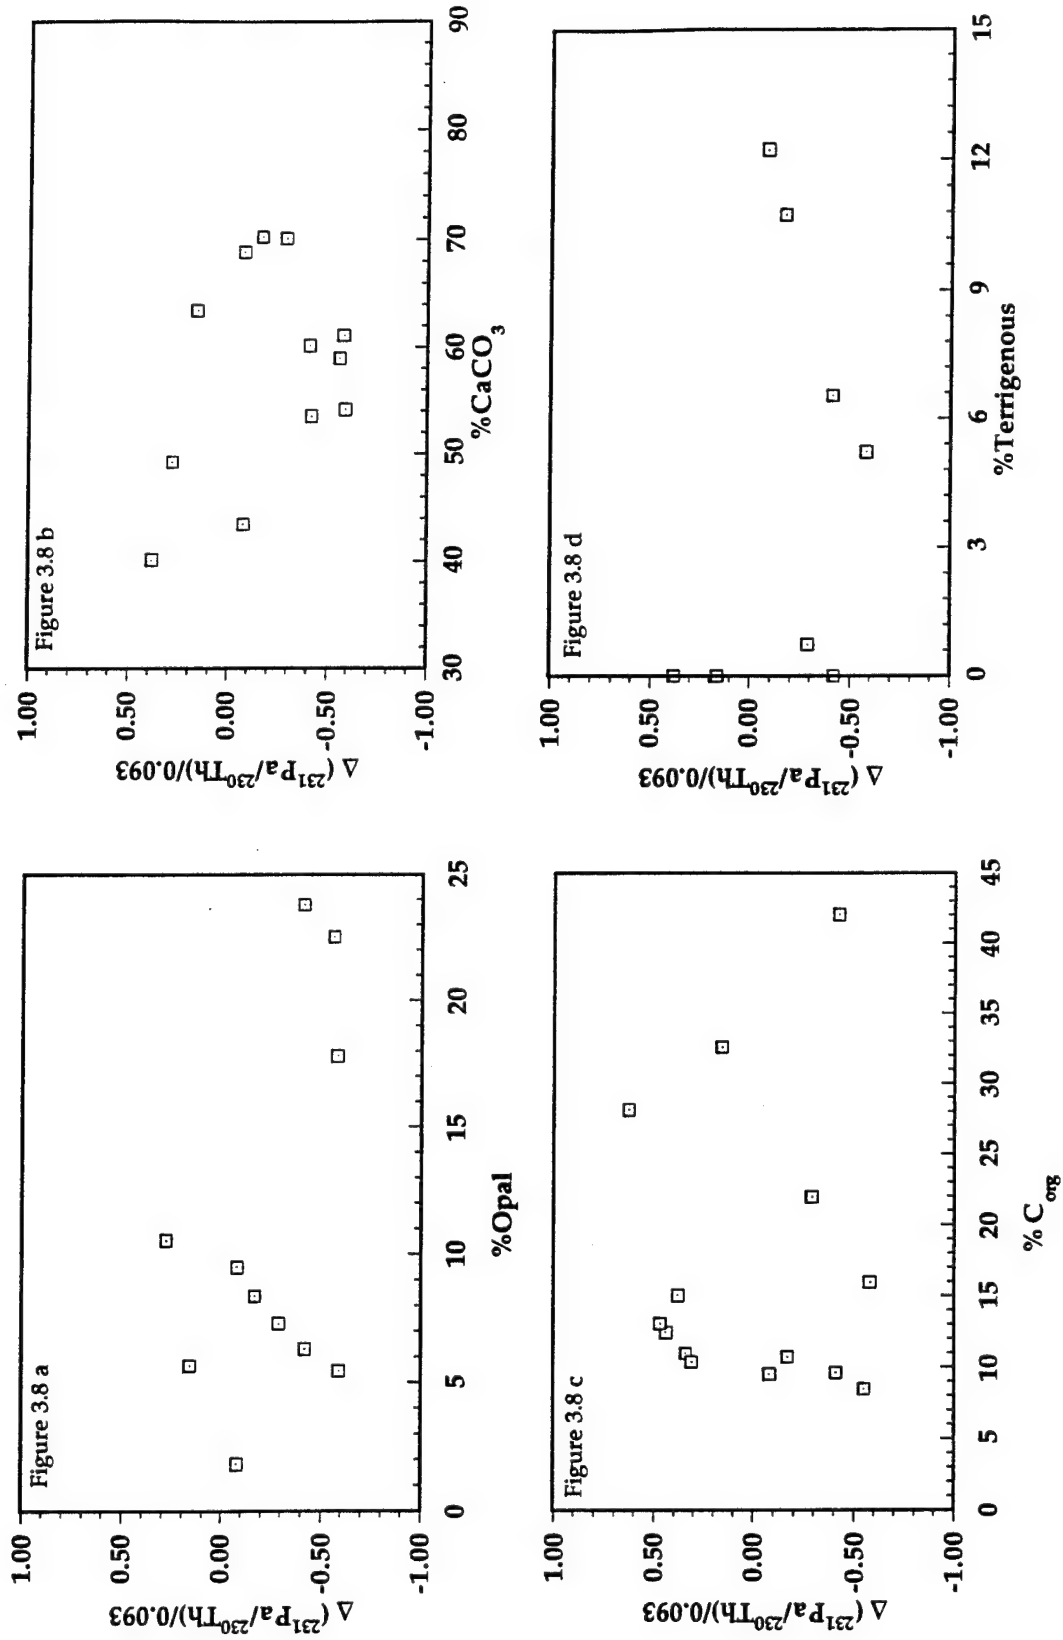 Figure 3.8 a
Δ (²³¹Pa/²³⁰Th)/0.093
1.00
0.50
0.00
-0.50
-1.00
0 5 10 15 20 25
%Opal
Figure 3.8 b
Δ (²³¹Pa/²³⁰Th)/0.093
1.00
0.50
0.00
-0.50
-1.00
30 40 50 60 70 80 90
%CaCO₃
Figure 3.8 c
Δ (²³¹Pa/²³⁰Th)/0.093
1.00
0.50
0.00
-0.50
-1.00
0 5 10 15 20 25 30 35 40 45
% C_org
Figure 3.8 d
Δ (²³¹Pa/²³⁰Th)/0.093
1.00
0.50
0.00
-0.50
-1.00
0 3 6 9 12 15
%Terrigenous